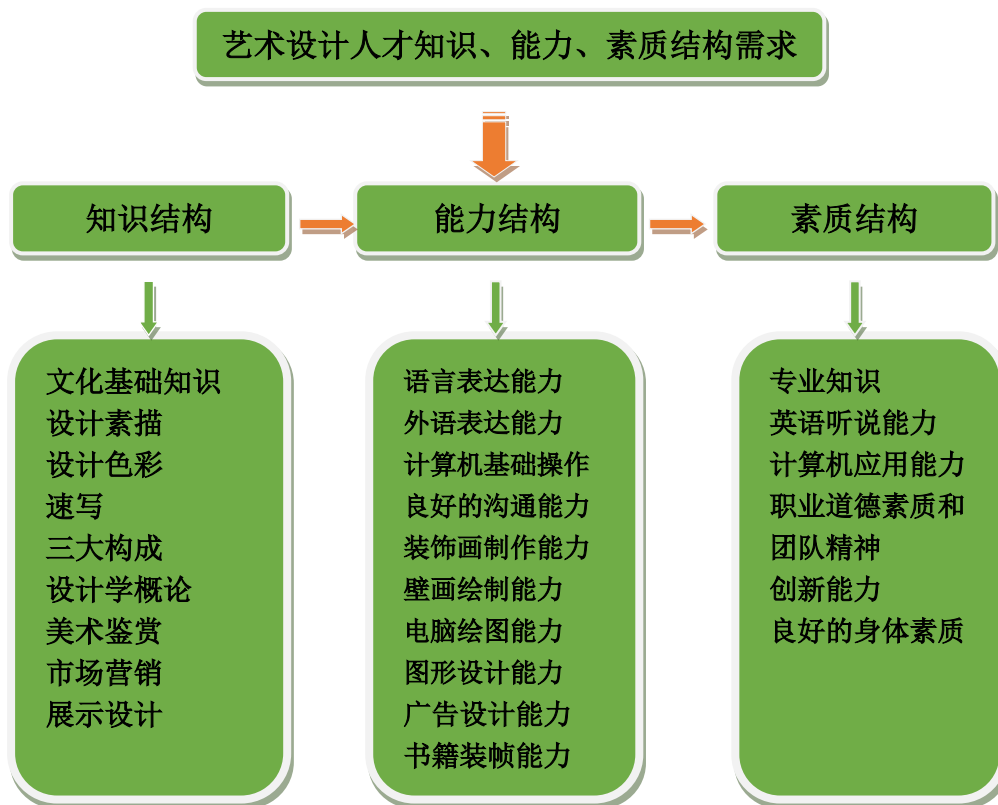 艺术设计人才知识、能力、素质结构需求
知识结构
能力结构
素质结构
文化基础知识
设计素描
设计色彩
速写
三大构成
设计学概论
美术鉴赏
市场营销
展示设计
语言表达能力
外语表达能力
计算机基础操作
良好的沟通能力
装饰画制作能力
壁画绘制能力
电脑绘图能力
图形设计能力
广告设计能力
书籍装帧能力
专业知识
英语听说能力
计算机应用能力
职业道德素质和
团队精神
创新能力
良好的身体素质